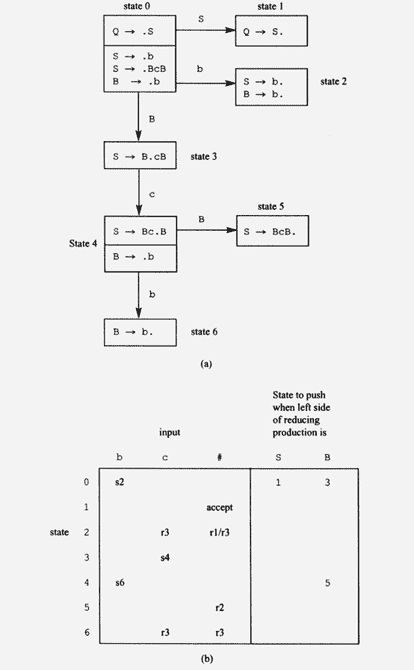 state 0
state 1
Q → .S
S
Q → S.
S → .b
S → .BcB
B → .b
b
S → b.
B → b.
state 2
B
S → B.cB
state 3
c
state 5
State 4
S → Bc.B
B
S → BcB.
B → .b
b
B → b.
state 6
(a)
State to push
when left side
of reducing
production is
input
b c # S B
0 s2 1 3
1 accept
state 2 r3 r1/r3
3 s4
4 s6 5
5 r2
6 r3 r3
(b)